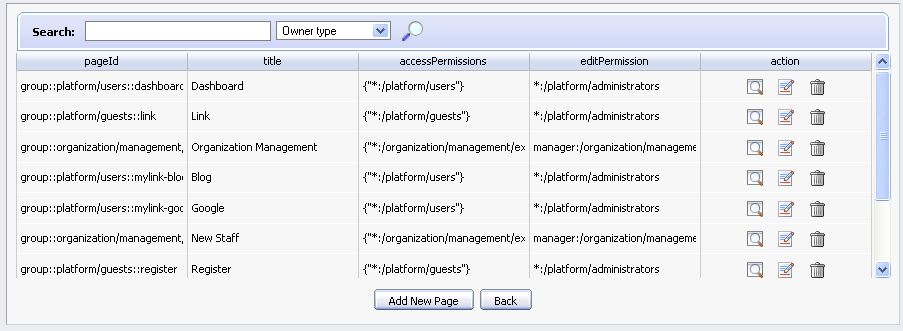 Search: Owner type
pageId title accessPermissions editPermission action
group::platform/users::dashboard Dashboard {"*:/platform/users"} *:/platform/administrators
group::platform/guests::link Link {"*:/platform/guests"} *:/platform/administrators
group::organization/management, Organization Management {"*:/organization/management/ex manager:/organization/manageme
group::platform/users::mylink-blo Blog {"*:/platform/users"} *:/platform/administrators
group::platform/users::mylink-goo Google {"*:/platform/users"} *:/platform/administrators
group::organization/management, New Staff {"*:/organization/management/ex manager:/organization/manageme
group::platform/guests::register Register {"*:/platform/guests"} *:/platform/administrators
Add New Page Back